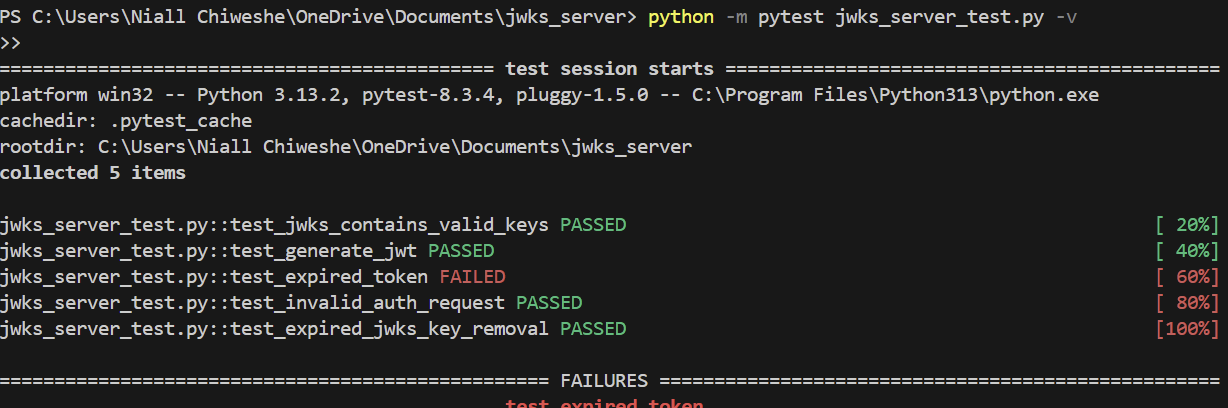 PS C:\Users\Niall Chiweshe\OneDrive\Documents\jwks_server> python -m pytest jwks_server_test.py -v
>>
============================================= test session starts =============================================
platform win32 -- Python 3.13.2, pytest-8.3.4, pluggy-1.5.0 -- C:\Program Files\Python313\python.exe
cachedir: .pytest_cache
rootdir: C:\Users\Niall Chiweshe\OneDrive\Documents\jwks_server
collected 5 items
jwks_server_test.py::test_jwks_contains_valid_keys PASSED [ 20%]
jwks_server_test.py::test_generate_jwt PASSED [ 40%]
jwks_server_test.py::test_expired_token FAILED [ 60%]
jwks_server_test.py::test_invalid_auth_request PASSED [ 80%]
jwks_server_test.py::test_expired_jwks_key_removal PASSED [100%]
================================================== FAILURES ===================================================
test_expired_token